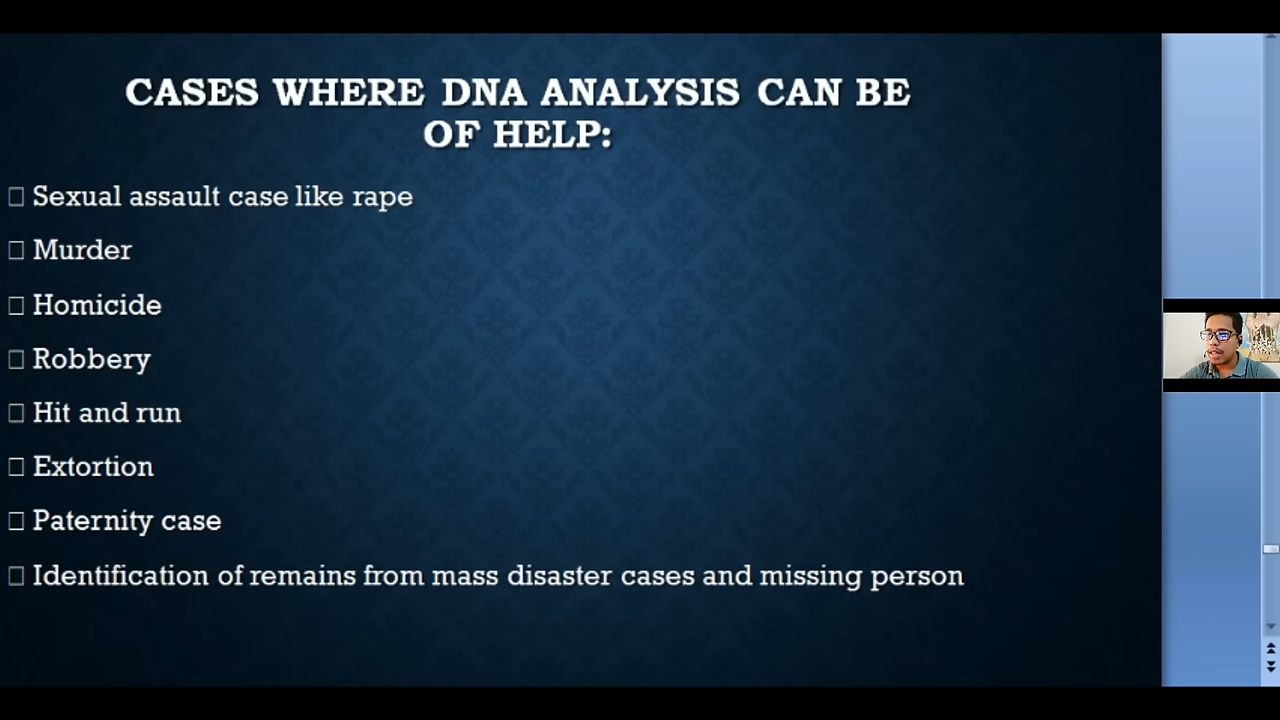 CASES WHERE DNA ANALYSIS CAN BE
OF HELP:
Sexual assault case like rape
Murder
Homicide
Robbery
Hit and run
Extortion
Paternity case
Identification of remains from mass disaster cases and missing person